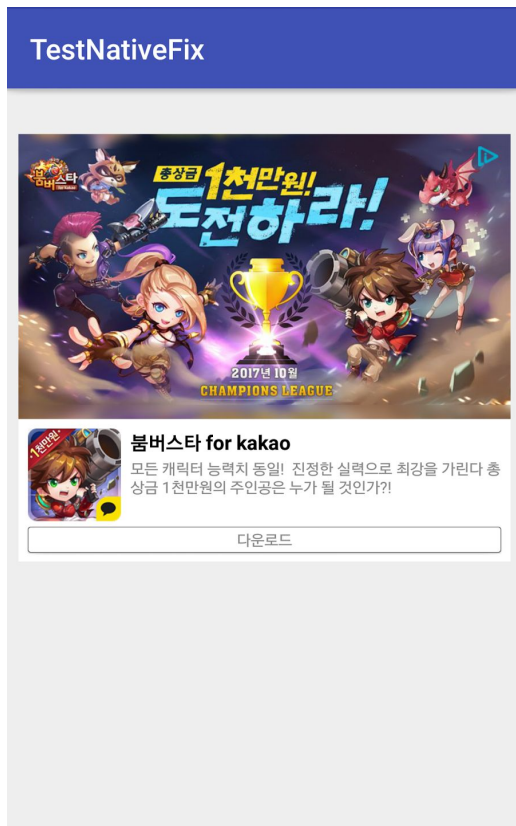 TestNativeFix
붐버스타
for kakao
총상금 1천만원!
도전하라!
2017년 10월
CHAMPIONS LEAGUE
1천만원!
붐버스타 for kakao
모든 캐릭터 능력치 동일!  진정한 실력으로 최강을 가린다 총
상금 1천만원의 주인공은 누가 될 것인가?!
다운로드